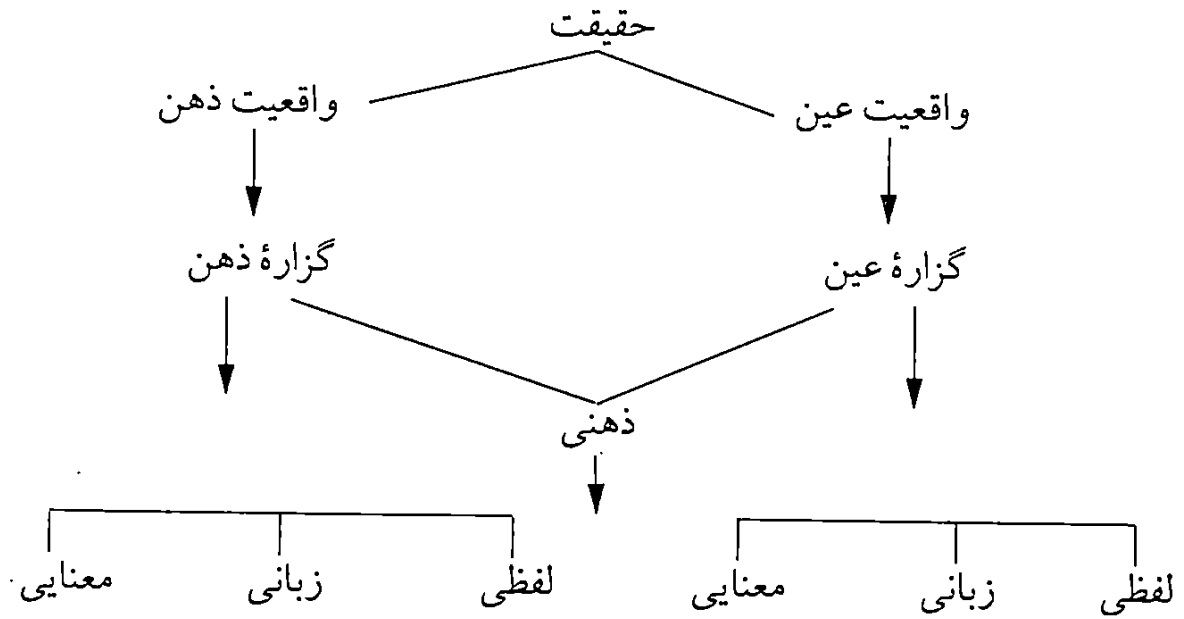 حقیقت
واقعیت عین
واقعیت ذهن
گزارهٔ عین
گزارهٔ ذهن
ذهنی
لفظی
زبانی
معنایی
لفظی
زبانی
معنایی